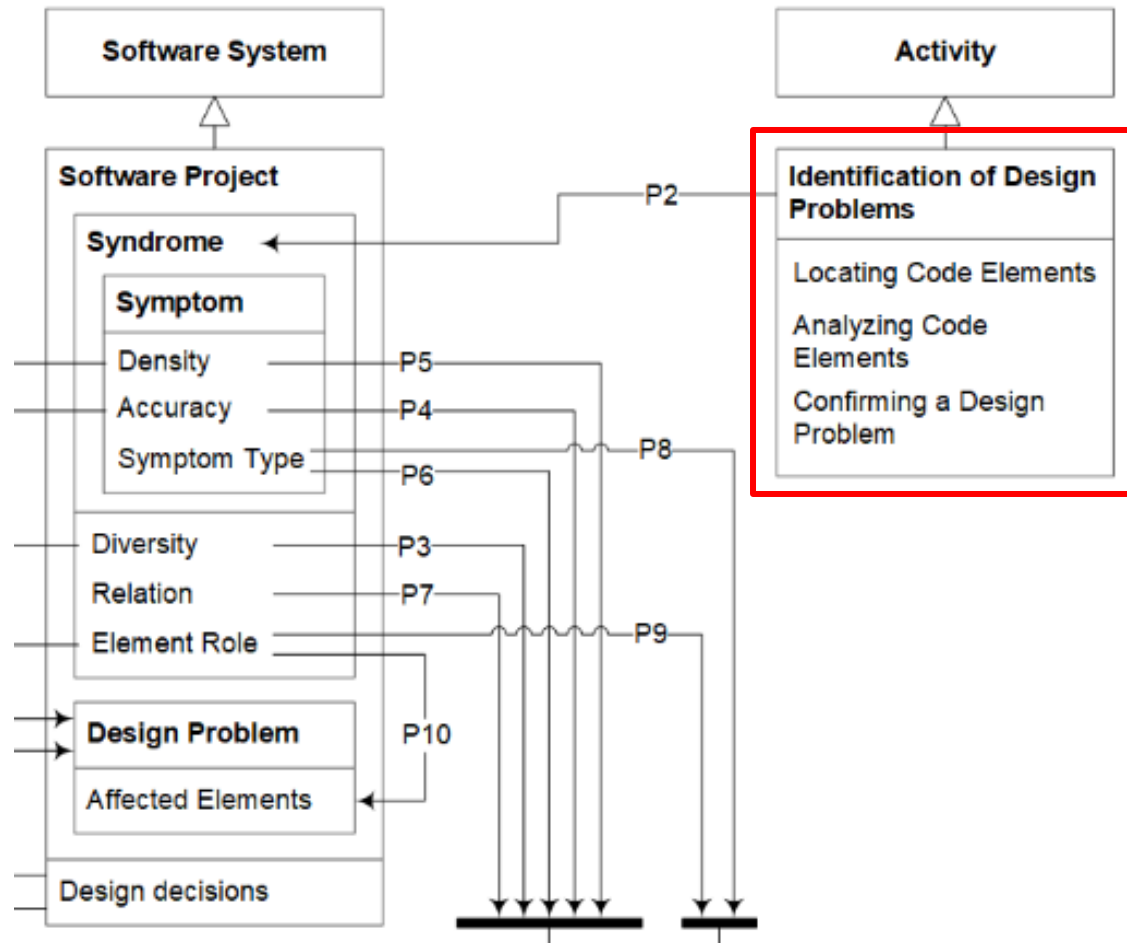 Software System
Activity
Software Project
Identification of Design
Problems
P2
Syndrome
Locating Code Elements
Symptom
Analyzing Code
Elements
Density
P5
Accuracy
P4
Confirming a Design
Problem
Symptom Type
P8
P6
Diversity
P3
Relation
P7
Element Role
P9
Design Problem
P10
Affected Elements
Design decisions